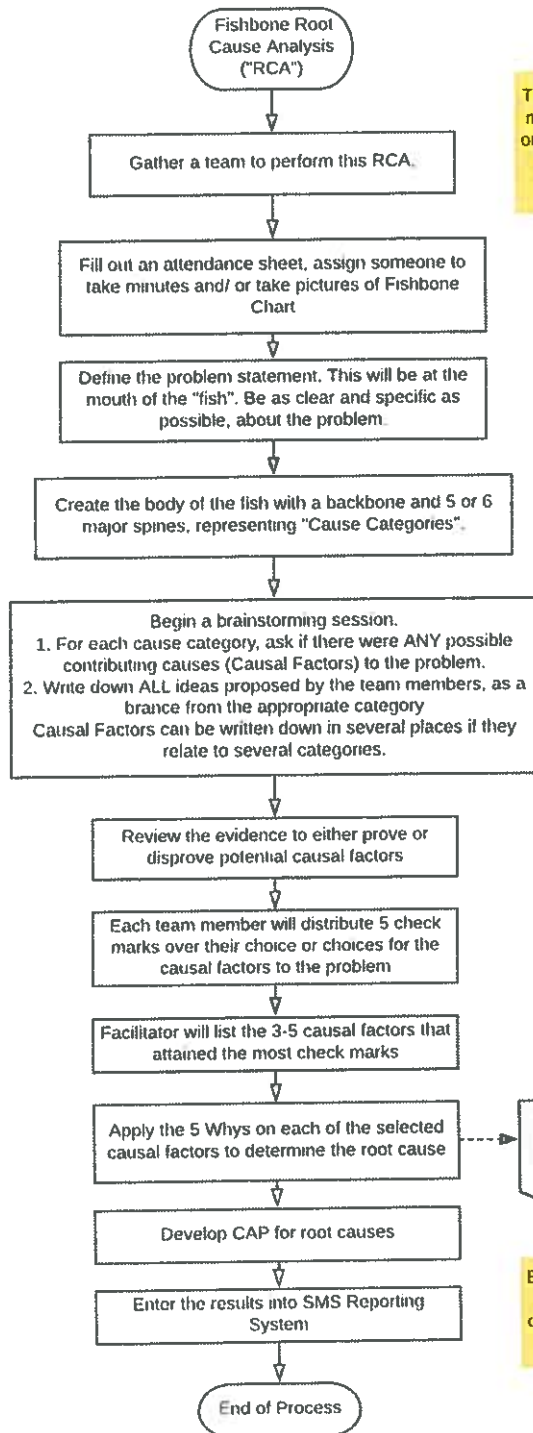 Fishbone Root
Cause Analysis
("RCA")
Gather a team to perform this RCA.
Fill out an attendance sheet, assign someone to
take minutes and/ or take pictures of Fishbone
Chart
Define the problem statement. This will be at the
mouth of the "fish". Be as clear and specific as
possible, about the problem.
Create the body of the fish with a backbone and 5 or 6
major spines, representing "Cause Categories".
Begin a brainstorming session.
1. For each cause category, ask if there were ANY possible
contributing causes (Causal Factors) to the problem.
2. Write down ALL ideas proposed by the team members, as a
brance from the appropriate category
Causal Factors can be written down in several places if they
relate to several categories.
Review the evidence to either prove or
disprove potential causal factors
Each team member will distribute 5 check
marks over their choice or choices for the
causal factors to the problem
Facilitator will list the 3-5 causal factors that
attained the most check marks
Apply the 5 Whys on each of the selected
causal factors to determine the root cause
Develop CAP for root causes
Enter the results into SMS Reporting
System
End of Process